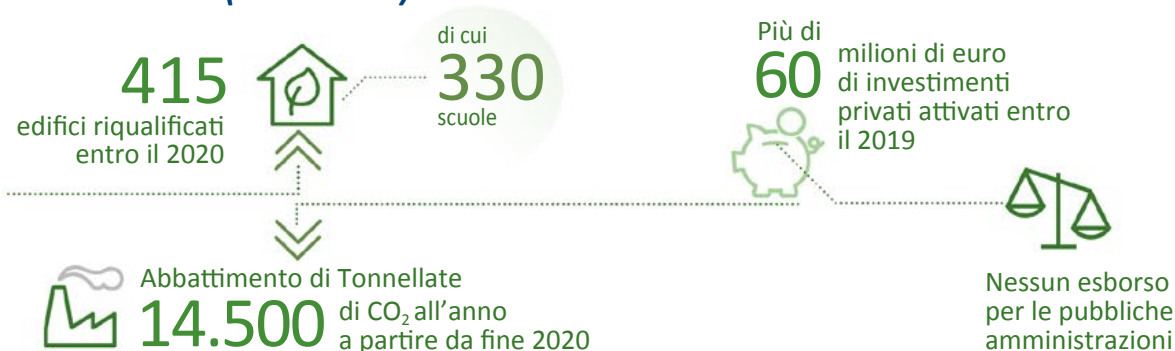 415
edifici riqualificati
entro il 2020
di cui
330
scuole
Più di
60 milioni di euro
di investimenti
privati attivati entro
il 2019
Abbattimento di Tonnellate
14.500 di CO₂ all'anno
a partire da fine 2020
Nessun esborso
per le pubbliche
amministrazioni